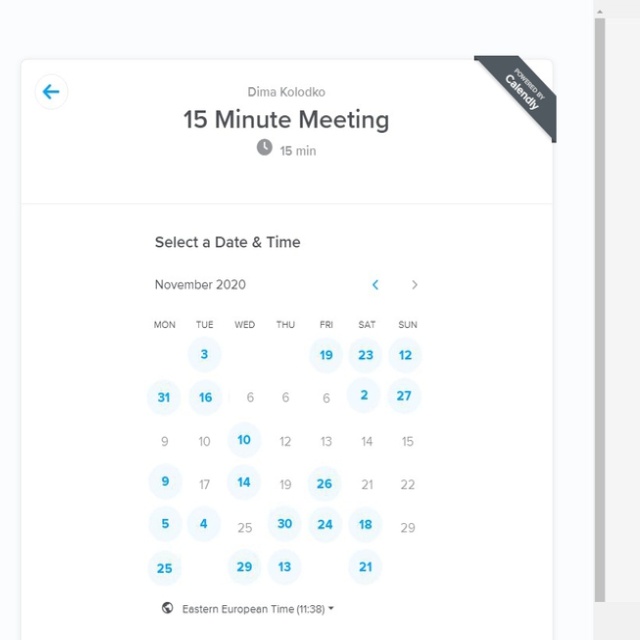 POWERED BY
Calendly
Dima Kolodko
15 Minute Meeting
15 min
Select a Date & Time
November 2020
MON TUE WED THU FRI SAT SUN
3 19 23 12
31 16 6 6 6 2 27
9 10 10 12 13 14 15
9 17 14 19 26 21 22
5 4 25 30 24 18 29
25 29 13 21
Eastern European Time (11:38)